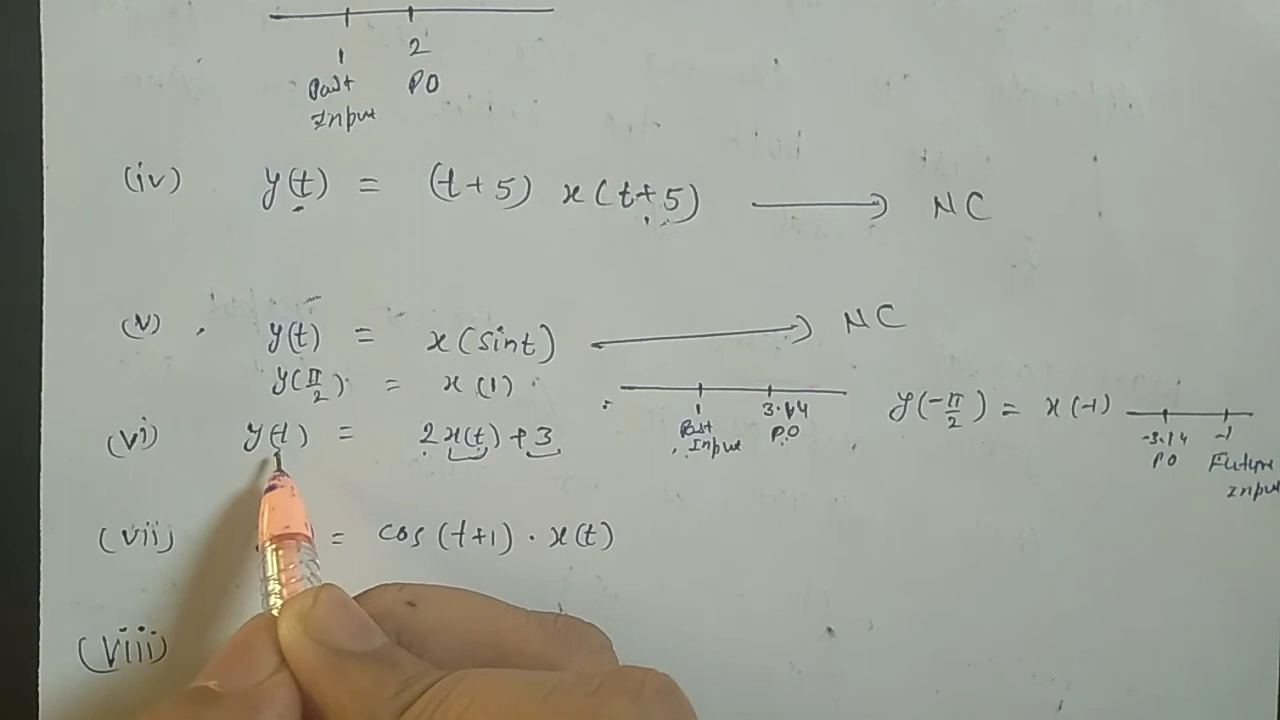 1 2
Past PO
Input
(iv) y(t) = (t+5) x(t+5) → NC
(v) y(t) = x(sint) → NC
y(π/2) = x(1)
1 3.14 y(-π/2) = x(-1)
Past P.O -3.14 -1
Input PO Future
Input
(vi) y(t) = 2x(t)+3
(vii) = cos(t+1)·x(t)
(viii)